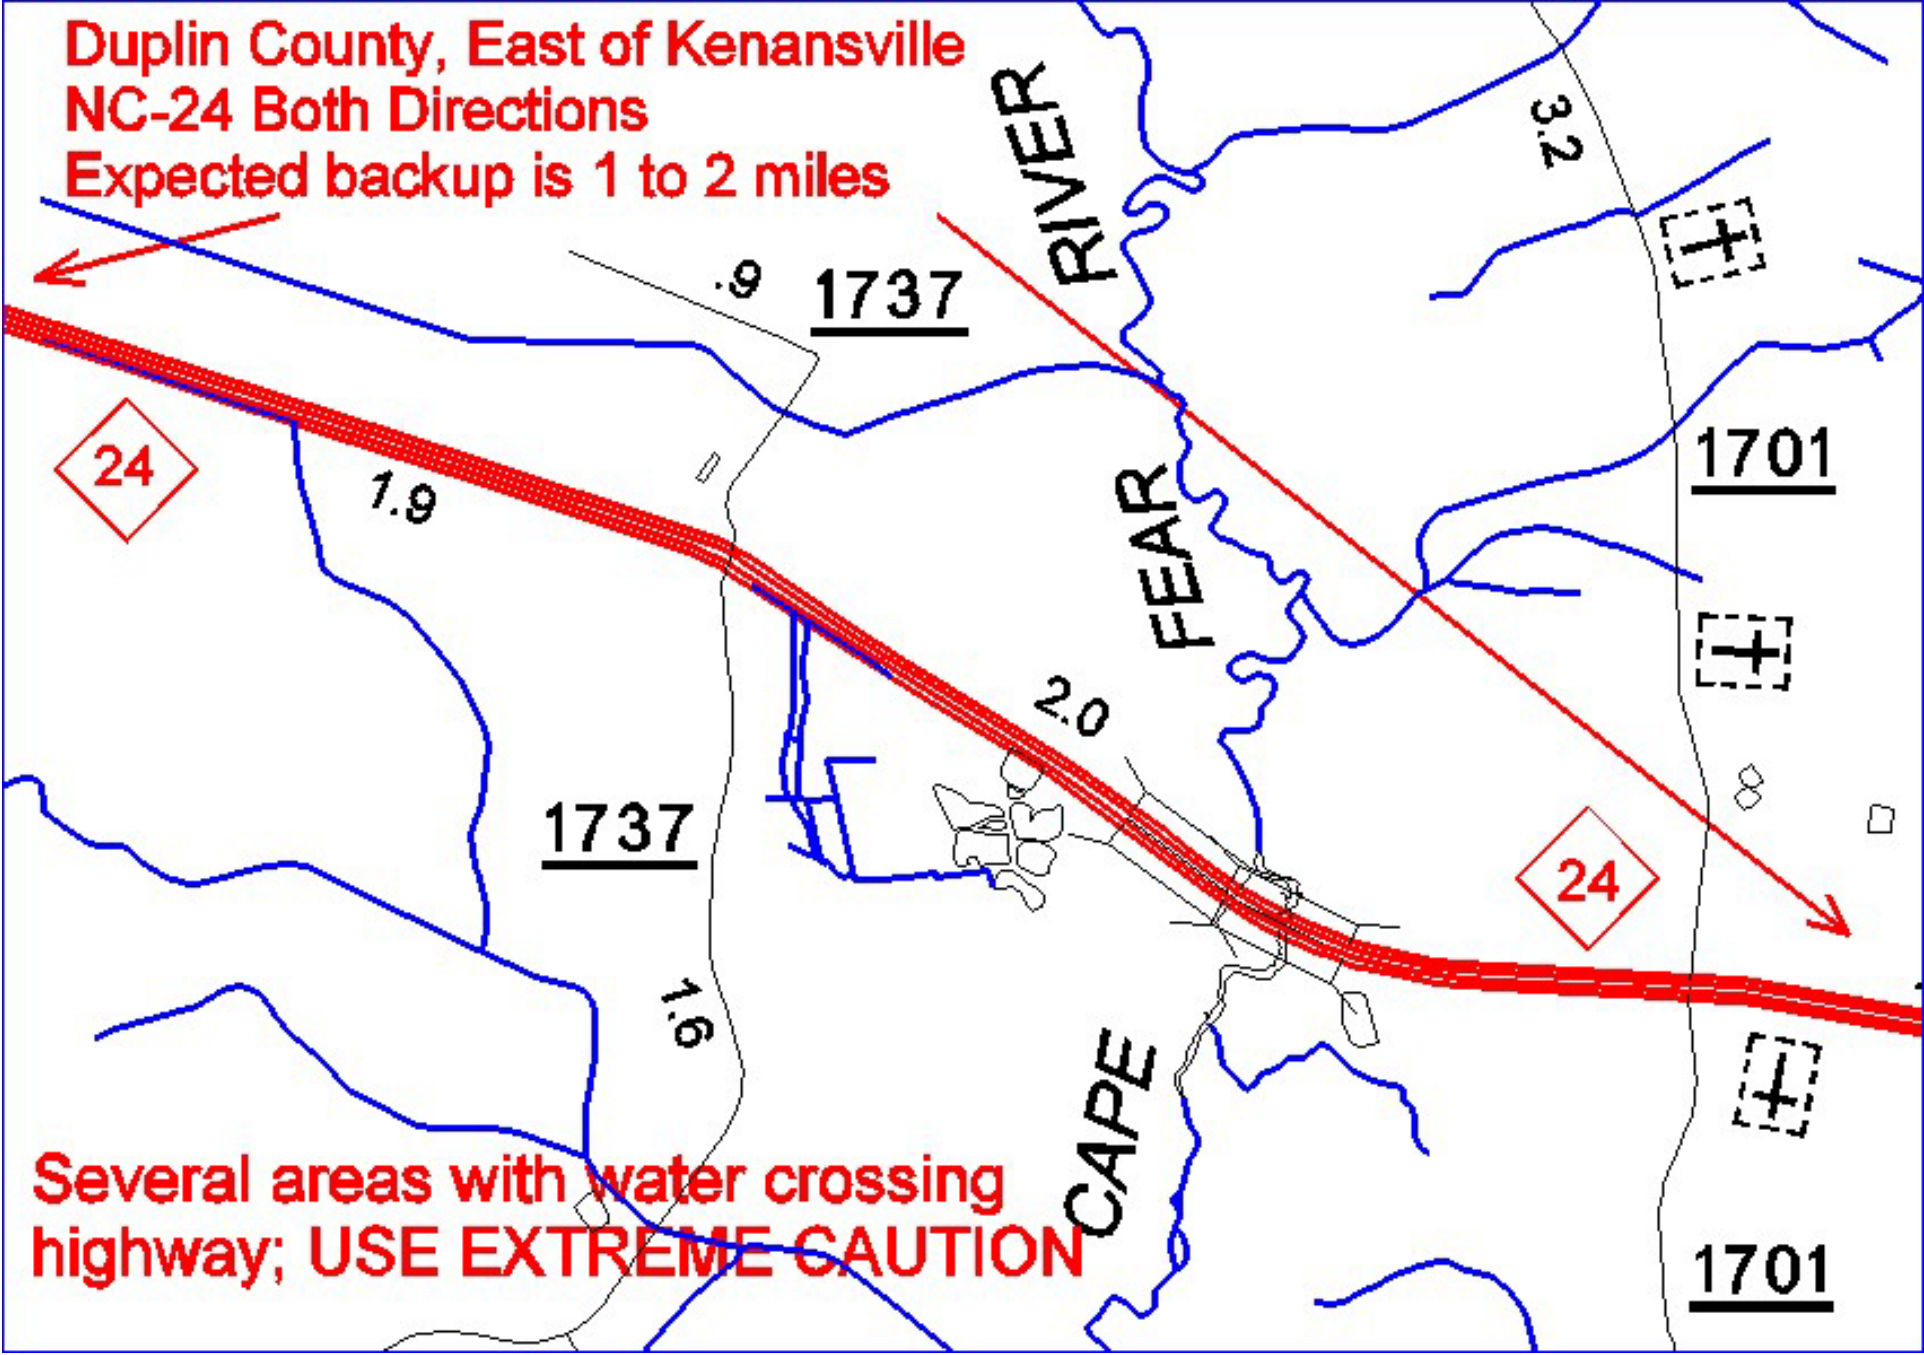 Duplin County, East of Kenansville
NC-24 Both Directions
Expected backup is 1 to 2 miles
RIVER
3.2
.9
1737
24
1.9
1701
FEAR
2.0
1737
24
1.6
CAPE
Several areas with water crossing
highway; USE EXTREME CAUTION
1701